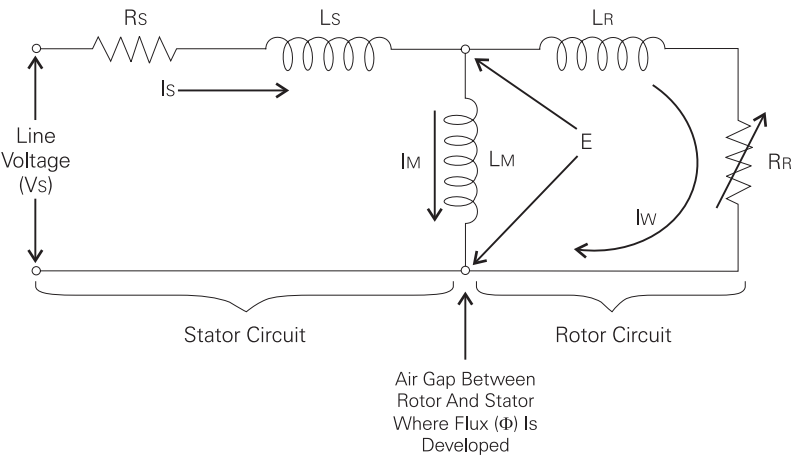 RS
LS
LR
IS
Line
Voltage
(VS)
IM
LM
E
RR
IW
Stator Circuit
Rotor Circuit
Air Gap Between
Rotor And Stator
Where Flux (Φ) Is
Developed